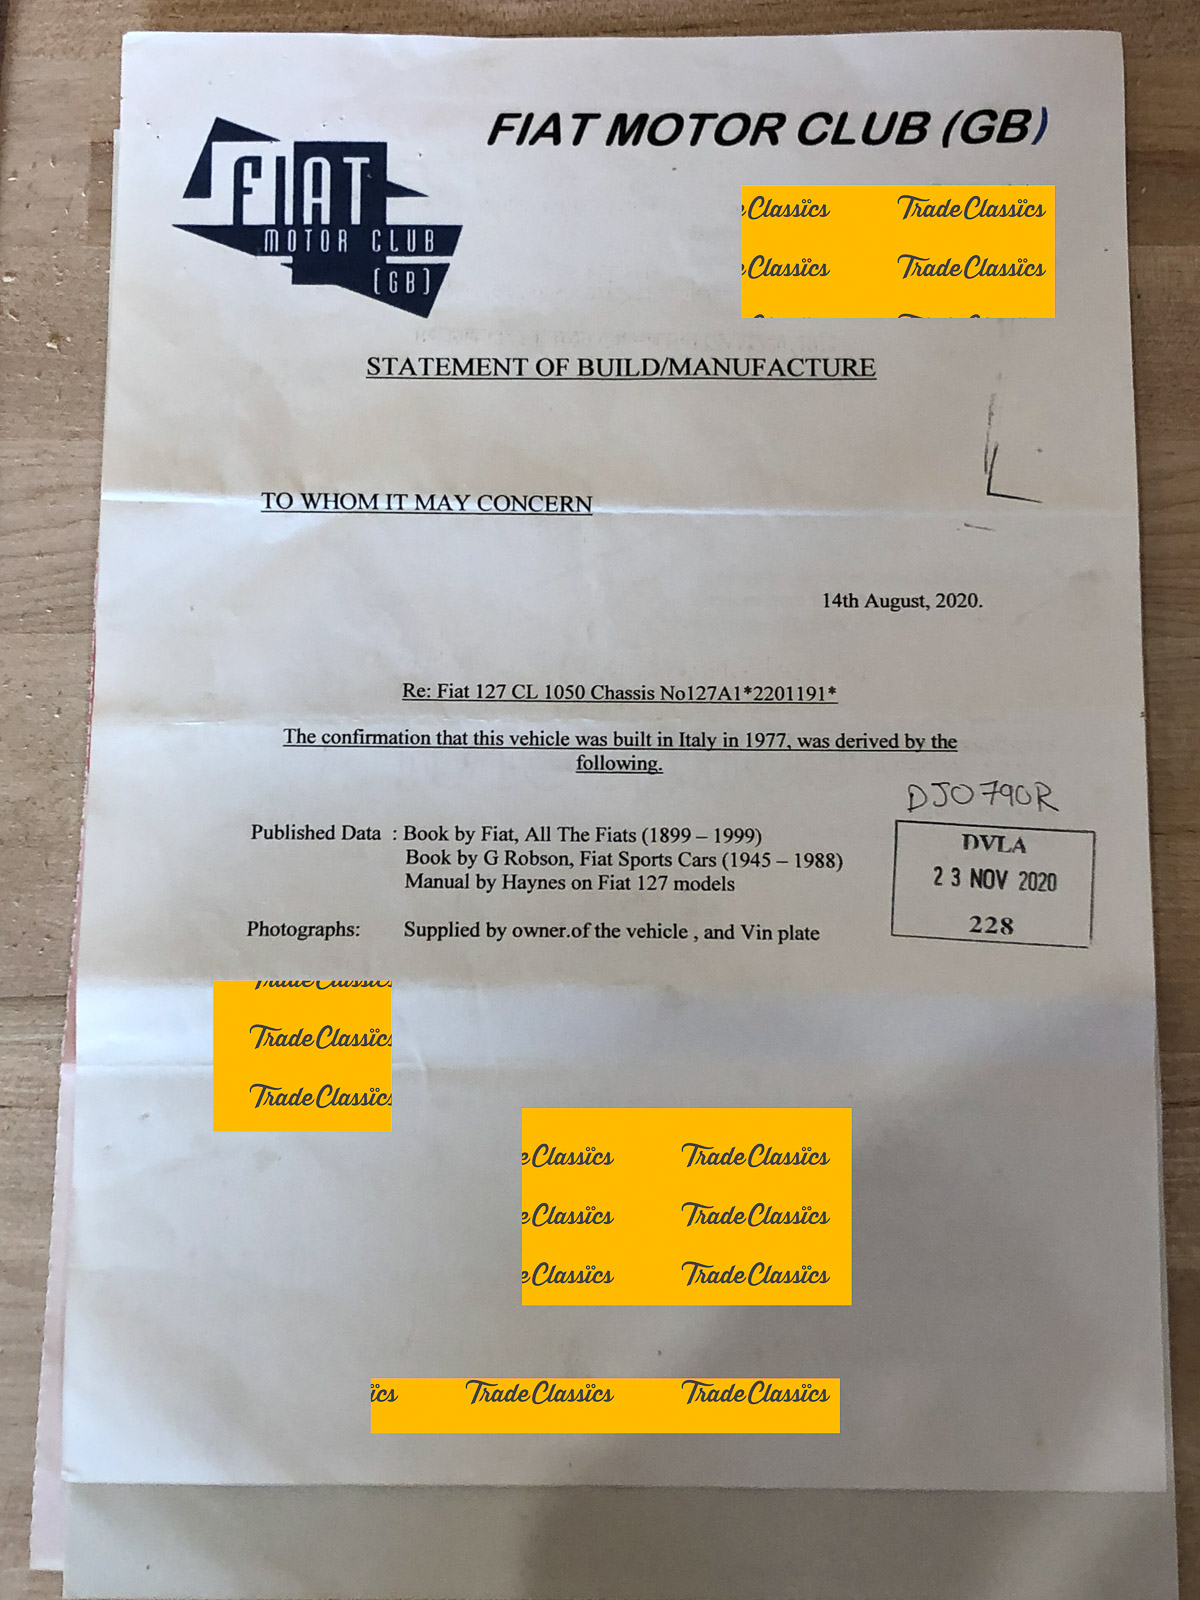 FIAT MOTOR CLUB (GB)
FIAT
MOTOR CLUB
(GB)
Classics Trade Classics
Classics Trade Classics
STATEMENT OF BUILD/MANUFACTURE
TO WHOM IT MAY CONCERN
14th August, 2020.
Re: Fiat 127 CL 1050 Chassis No127A1*2201191*
The confirmation that this vehicle was built in Italy in 1977, was derived by the
following.
DJO790R
Published Data : Book by Fiat, All The Fiats (1899 – 1999)
Book by G Robson, Fiat Sports Cars (1945 – 1988)
Manual by Haynes on Fiat 127 models
DVLA
23 NOV 2020
228
Photographs: Supplied by owner.of the vehicle , and Vin plate
Trade Classics
Trade Classics
Trade Classics
e Classics Trade Classics
e Classics Trade Classics
e Classics Trade Classics
ics Trade Classics Trade Classics